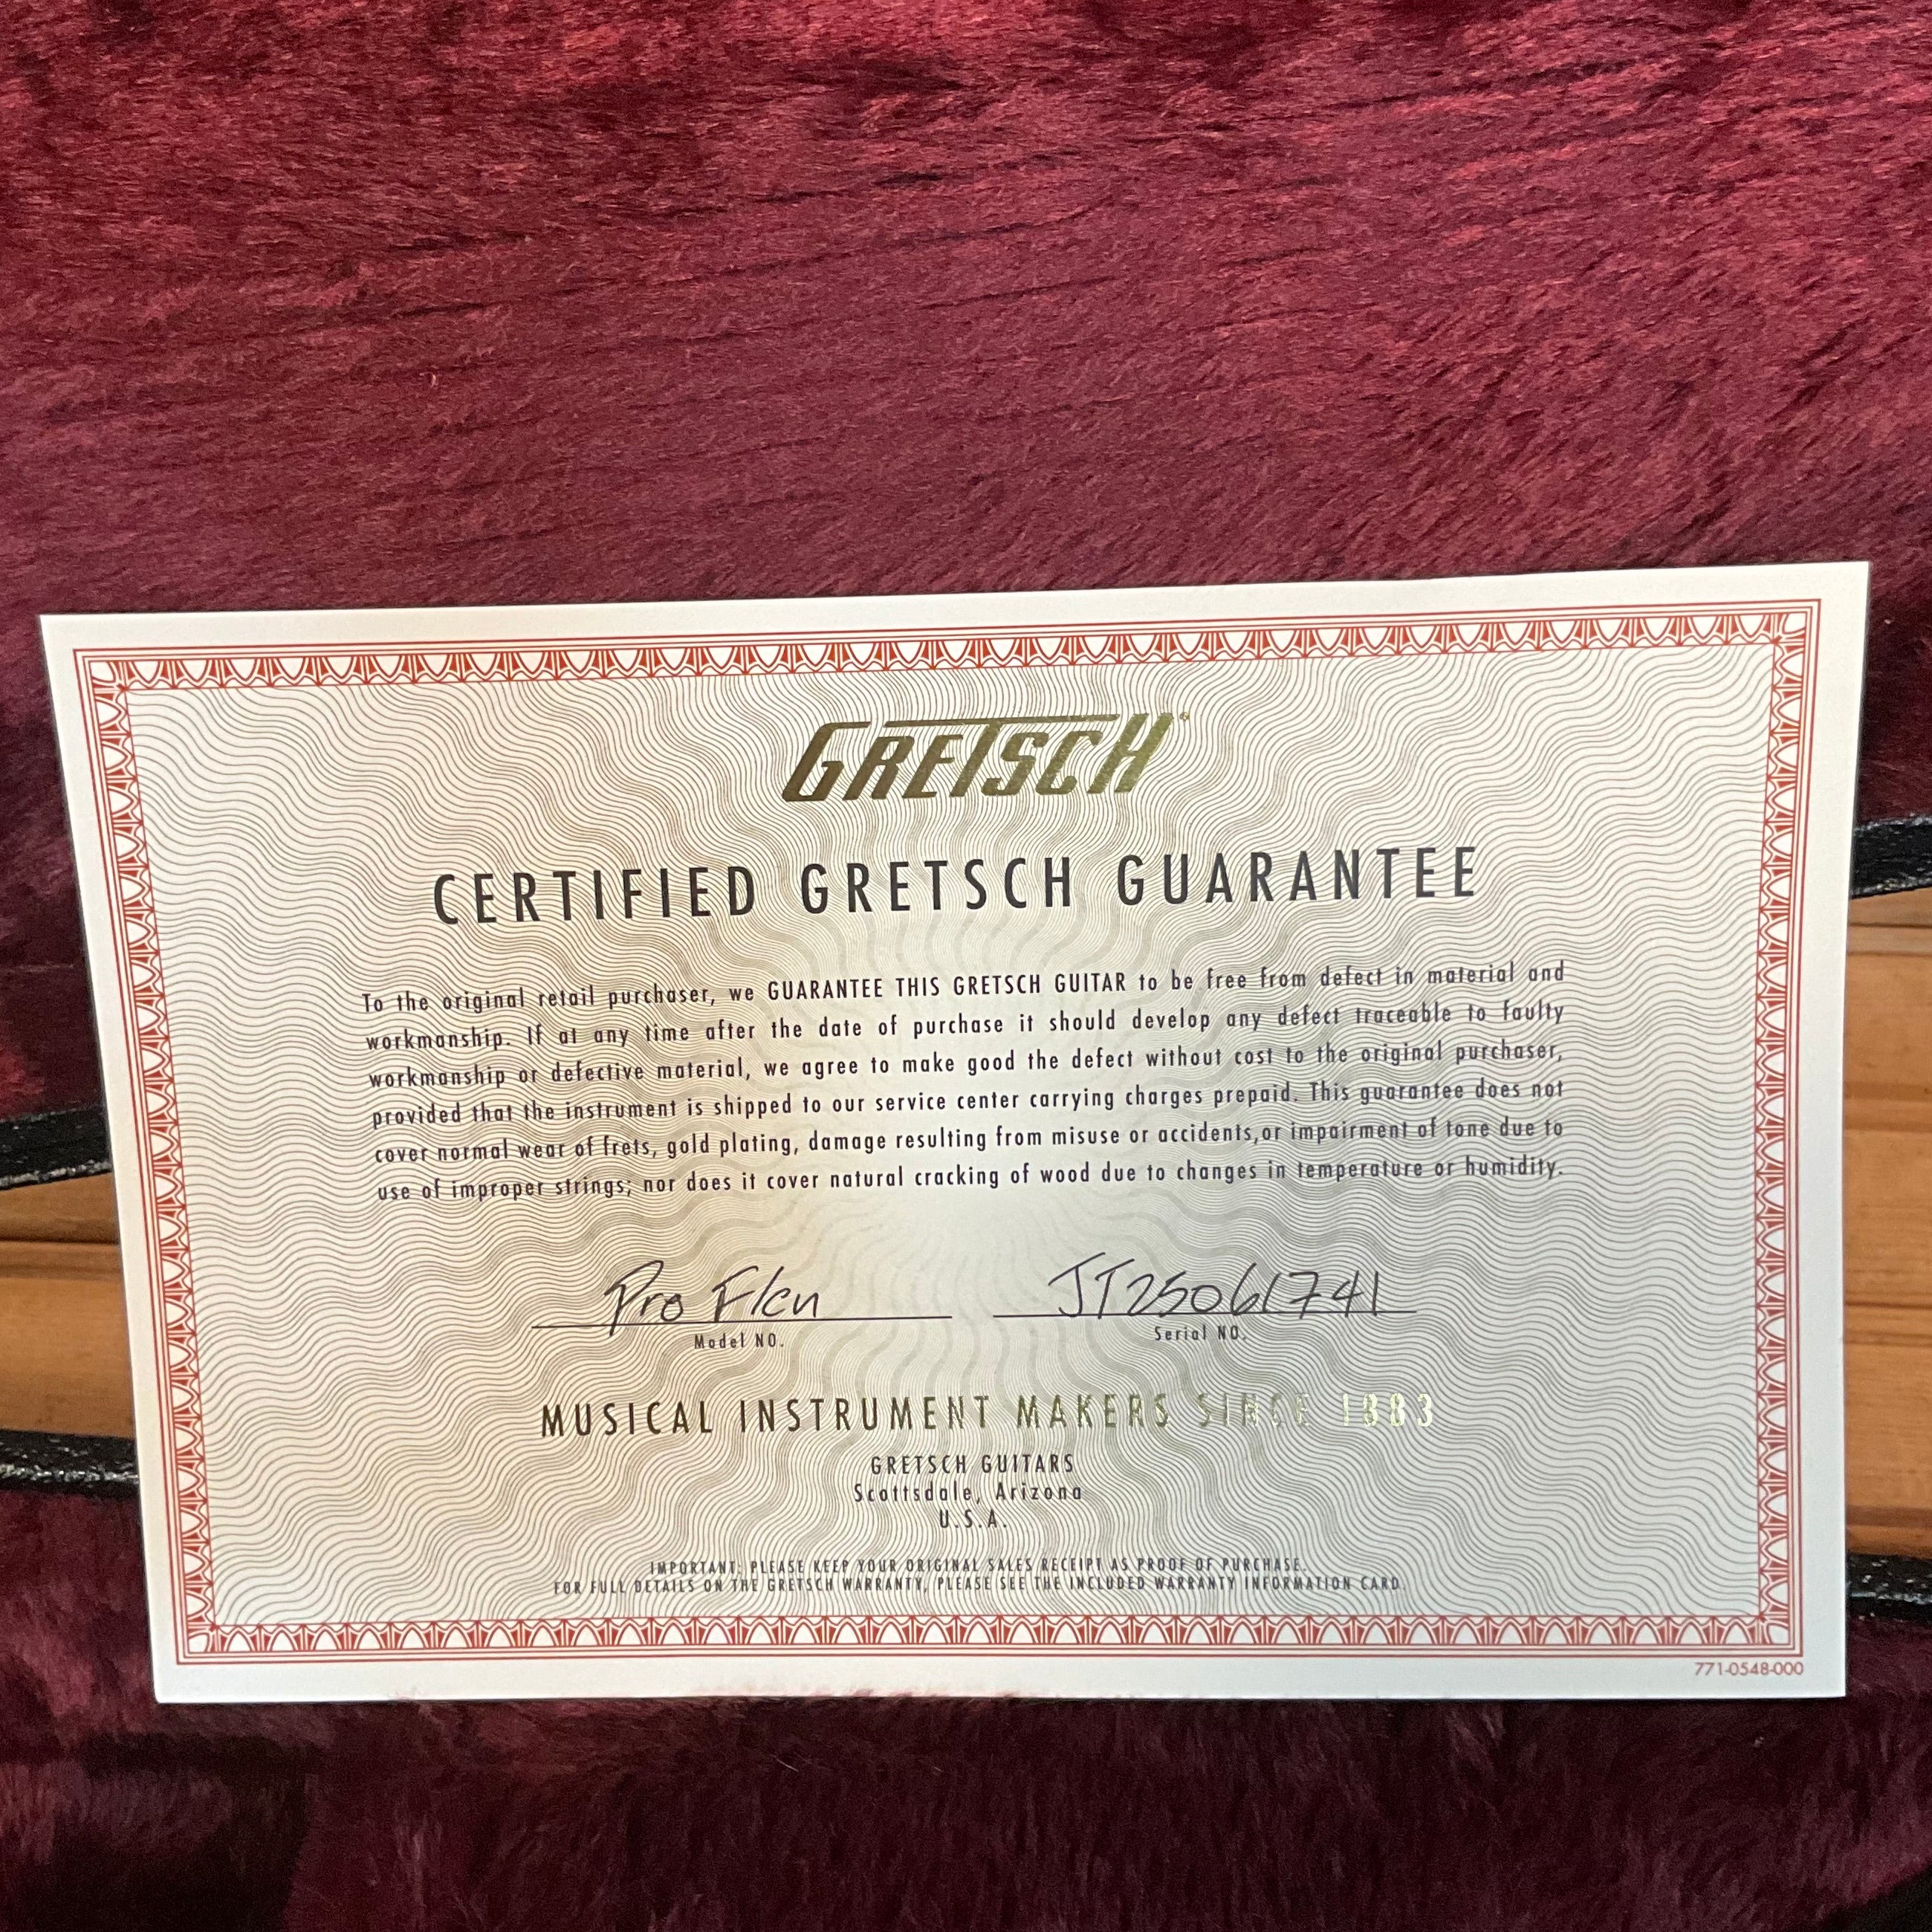 GRETSCH®
CERTIFIED GRETSCH GUARANTEE
To the original retail purchaser, we GUARANTEE THIS GRETSCH GUITAR to be free from defect in material and
workmanship. If at any time after the date of purchase it should develop any defect traceable to faulty
workmanship or defective material, we agree to make good the defect without cost to the original purchaser,
provided that the instrument is shipped to our service center carrying charges prepaid. This guarantee does not
cover normal wear of frets, gold plating, damage resulting from misuse or accidents,or impairment of tone due to
use of improper strings; nor does it cover natural cracking of wood due to changes in temperature or humidity.
Pro JT25061741
Model NO. Serial NO.
MUSICAL INSTRUMENT MAKERS SINCE 1883
GRETSCH GUITARS
Scottsdale, Arizona
U.S.A.
IMPORTANT: PLEASE KEEP YOUR ORIGINAL SALES RECEIPT AS PROOF OF PURCHASE.
FOR FULL DETAILS ON THE GRETSCH WARRANTY, PLEASE SEE THE INCLUDED WARRANTY INFORMATION CARD.
771-0548-000